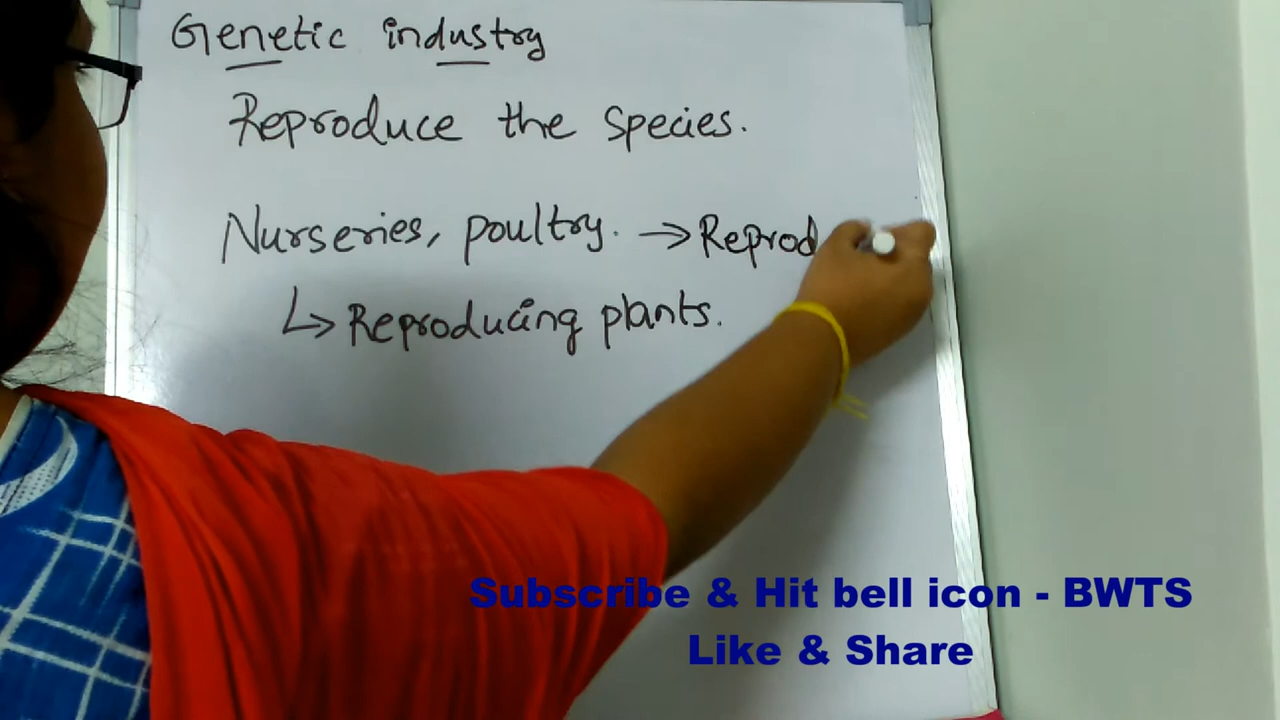 Genetic industry
Reproduce the species.
Nurseries, poultry. → Reprod
↳ Reproducing plants.
Subscribe & Hit bell icon - BWTS
Like & Share